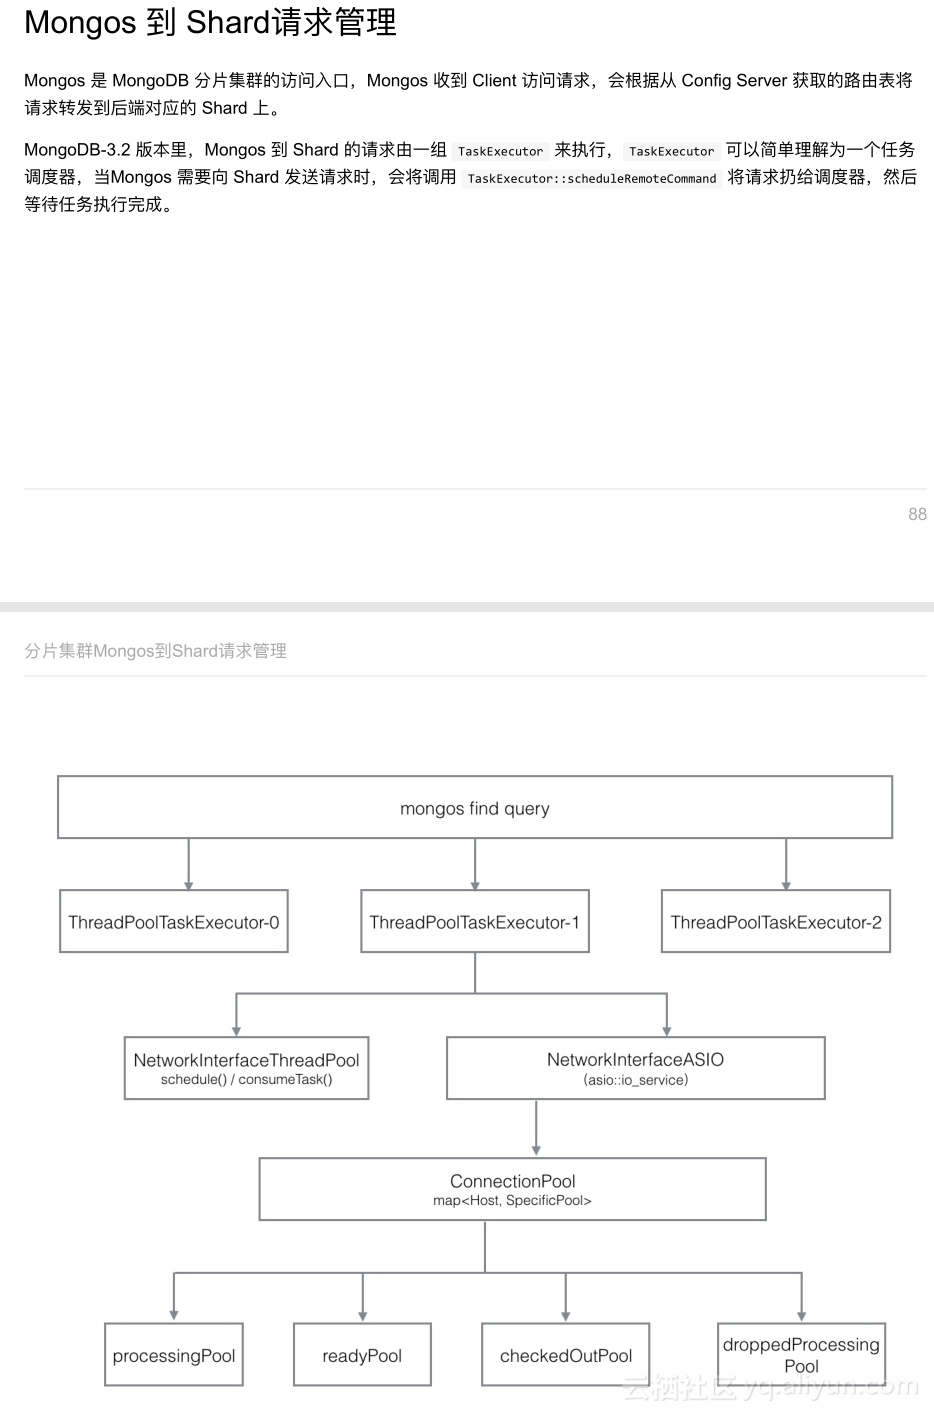 Mongos 到 Shard请求管理
Mongos 是 MongoDB 分片集群的访问入口，Mongos 收到 Client 访问请求，会根据从 Config Server 获取的路由表将
请求转发到后端对应的 Shard 上。
MongoDB-3.2 版本里，Mongos 到 Shard 的请求由一组 TaskExecutor 来执行， TaskExecutor 可以简单理解为一个任务
调度器，当Mongos 需要向 Shard 发送请求时，会将调用 TaskExecutor::scheduleRemoteCommand 将请求扔给调度器，然后
等待任务执行完成。
88
分片集群Mongos到Shard请求管理
mongos find query
ThreadPoolTaskExecutor-0
ThreadPoolTaskExecutor-1
ThreadPoolTaskExecutor-2
NetworkInterfaceThreadPool
schedule() / consumeTask()
NetworkInterfaceASIO
(asio::io_service)
ConnectionPool
map<Host, SpecificPool>
processingPool
readyPool
checkedOutPool
droppedProcessing
Pool
云栖社区 yq.aliyun.com